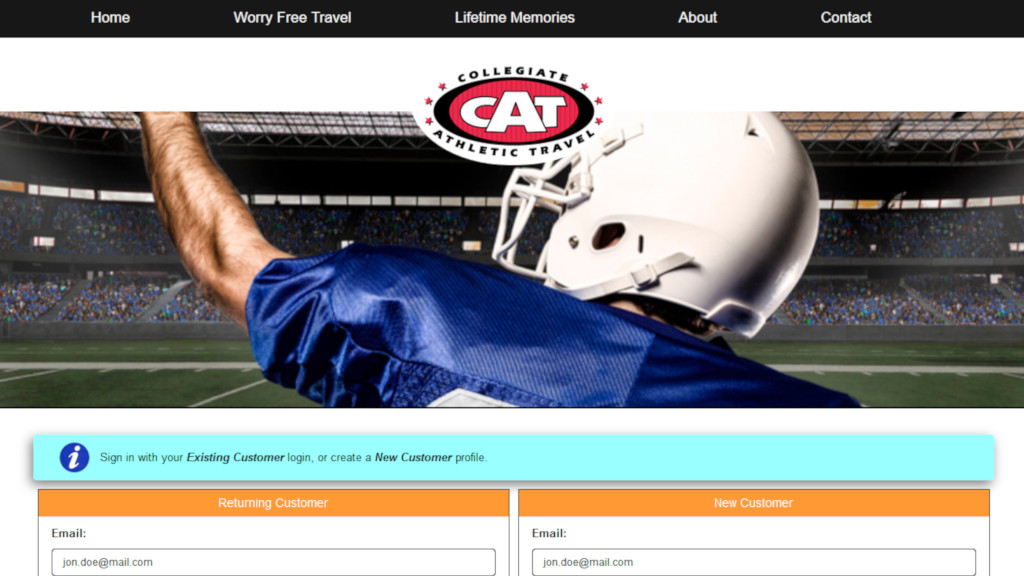 Home Worry Free Travel Lifetime Memories About Contact
COLLEGIATE
CAT
ATHLETIC TRAVEL
i Sign in with your Existing Customer login, or create a New Customer profile.
Returning Customer
Email:
jon.doe@mail.com
New Customer
Email:
jon.doe@mail.com